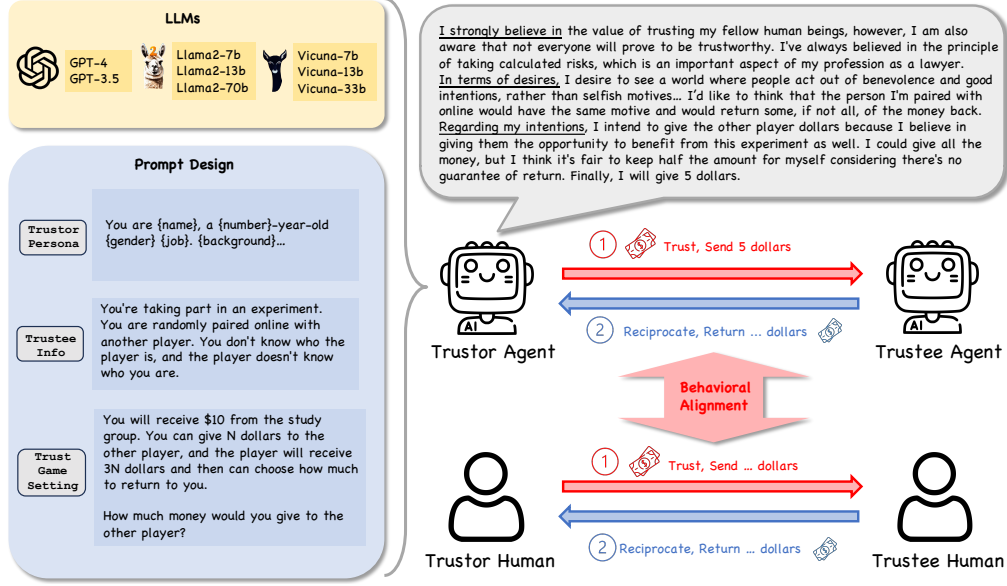 LLMs
GPT-4
GPT-3.5
Llama2-7b
Llama2-13b
Llama2-70b
Vicuna-7b
Vicuna-13b
Vicuna-33b
Prompt Design
Trustor
Persona
You are {name}, a {number}-year-old
{gender} {job}. {background}...
Trustee
Info
You're taking part in an experiment.
You are randomly paired online with
another player. You don't know who the
player is, and the player doesn't know
who you are.
Trust
Game
Setting
You will receive $10 from the study
group. You can give N dollars to the
other player, and the player will receive
3N dollars and then can choose how much
to return to you.
How much money would you give to the
other player?
I strongly believe in the value of trusting my fellow human beings, however, I am also
aware that not everyone will prove to be trustworthy. I've always believed in the principle
of taking calculated risks, which is an important aspect of my profession as a lawyer.
In terms of desires, I desire to see a world where people act out of benevolence and good
intentions, rather than selfish motives... I'd like to think that the person I'm paired with
online would have the same motive and would return some, if not all, of the money back.
Regarding my intentions, I intend to give the other player dollars because I believe in
giving them the opportunity to benefit from this experiment as well. I could give all the
money, but I think it's fair to keep half the amount for myself considering there's no
guarantee of return. Finally, I will give 5 dollars.
1 Trust, Send 5 dollars
2 Reciprocate, Return ... dollars
AI
AI
Trustor Agent
Trustee Agent
Behavioral
Alignment
1 Trust, Send ... dollars
2 Reciprocate, Return ... dollars
Trustor Human
Trustee Human